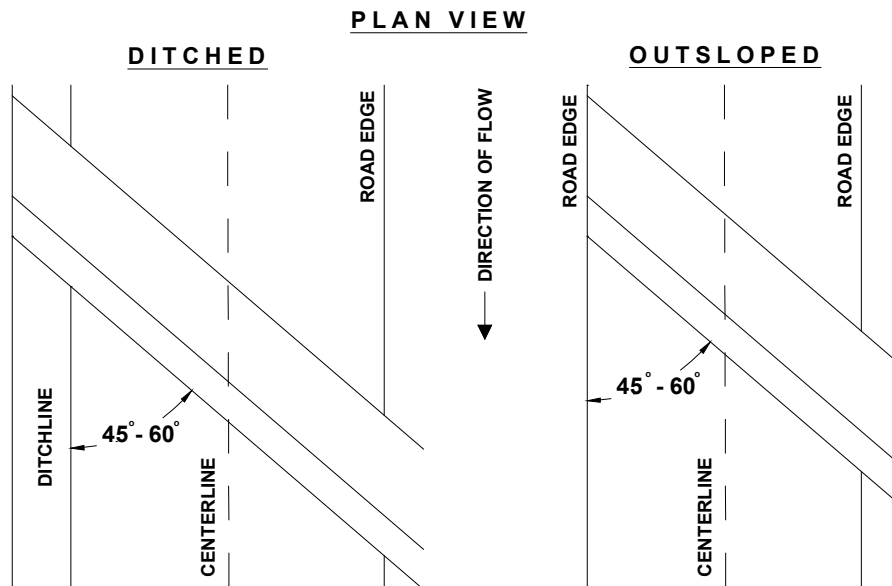 PLAN VIEW
DITCHED
OUTSLOPED
ROAD EDGE
DIRECTION OF FLOW
ROAD EDGE
ROAD EDGE
45° - 60°
DITCHLINE
CENTERLINE
45° - 60°
CENTERLINE